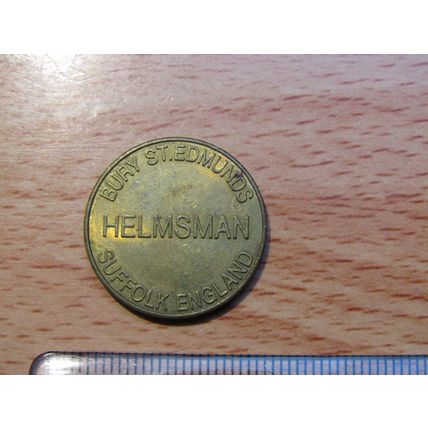 BURY ST.EDMUNDS
HELMSMAN
SUFFOLK ENGLAND